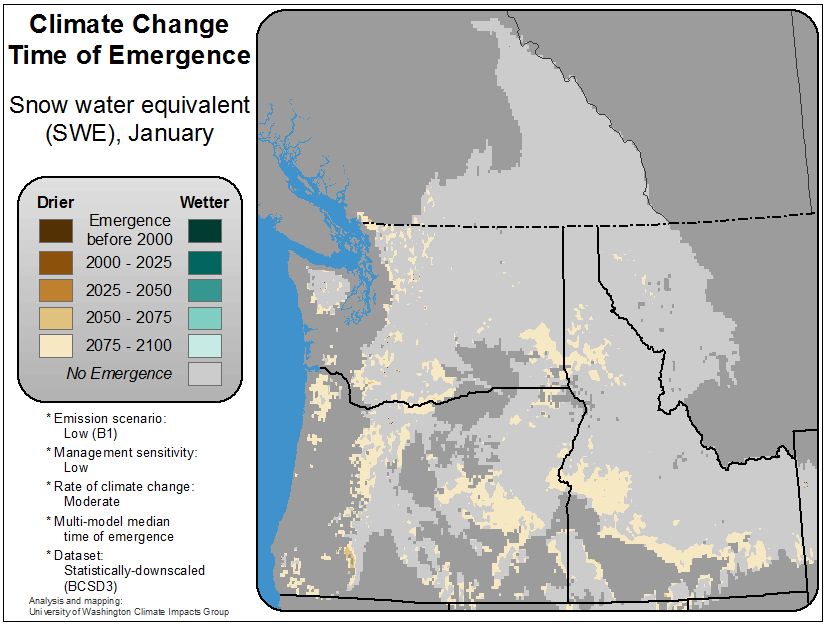 Climate Change
Time of Emergence
Snow water equivalent
(SWE), January
Drier Wetter
Emergence
before 2000
2000 - 2025
2025 - 2050
2050 - 2075
2075 - 2100
No Emergence
* Emission scenario:
Low (B1)
* Management sensitivity:
Low
* Rate of climate change:
Moderate
* Multi-model median
time of emergence
* Dataset:
Statistically-downscaled
(BCSD3)
Analysis and mapping:
University of Washington Climate Impacts Group